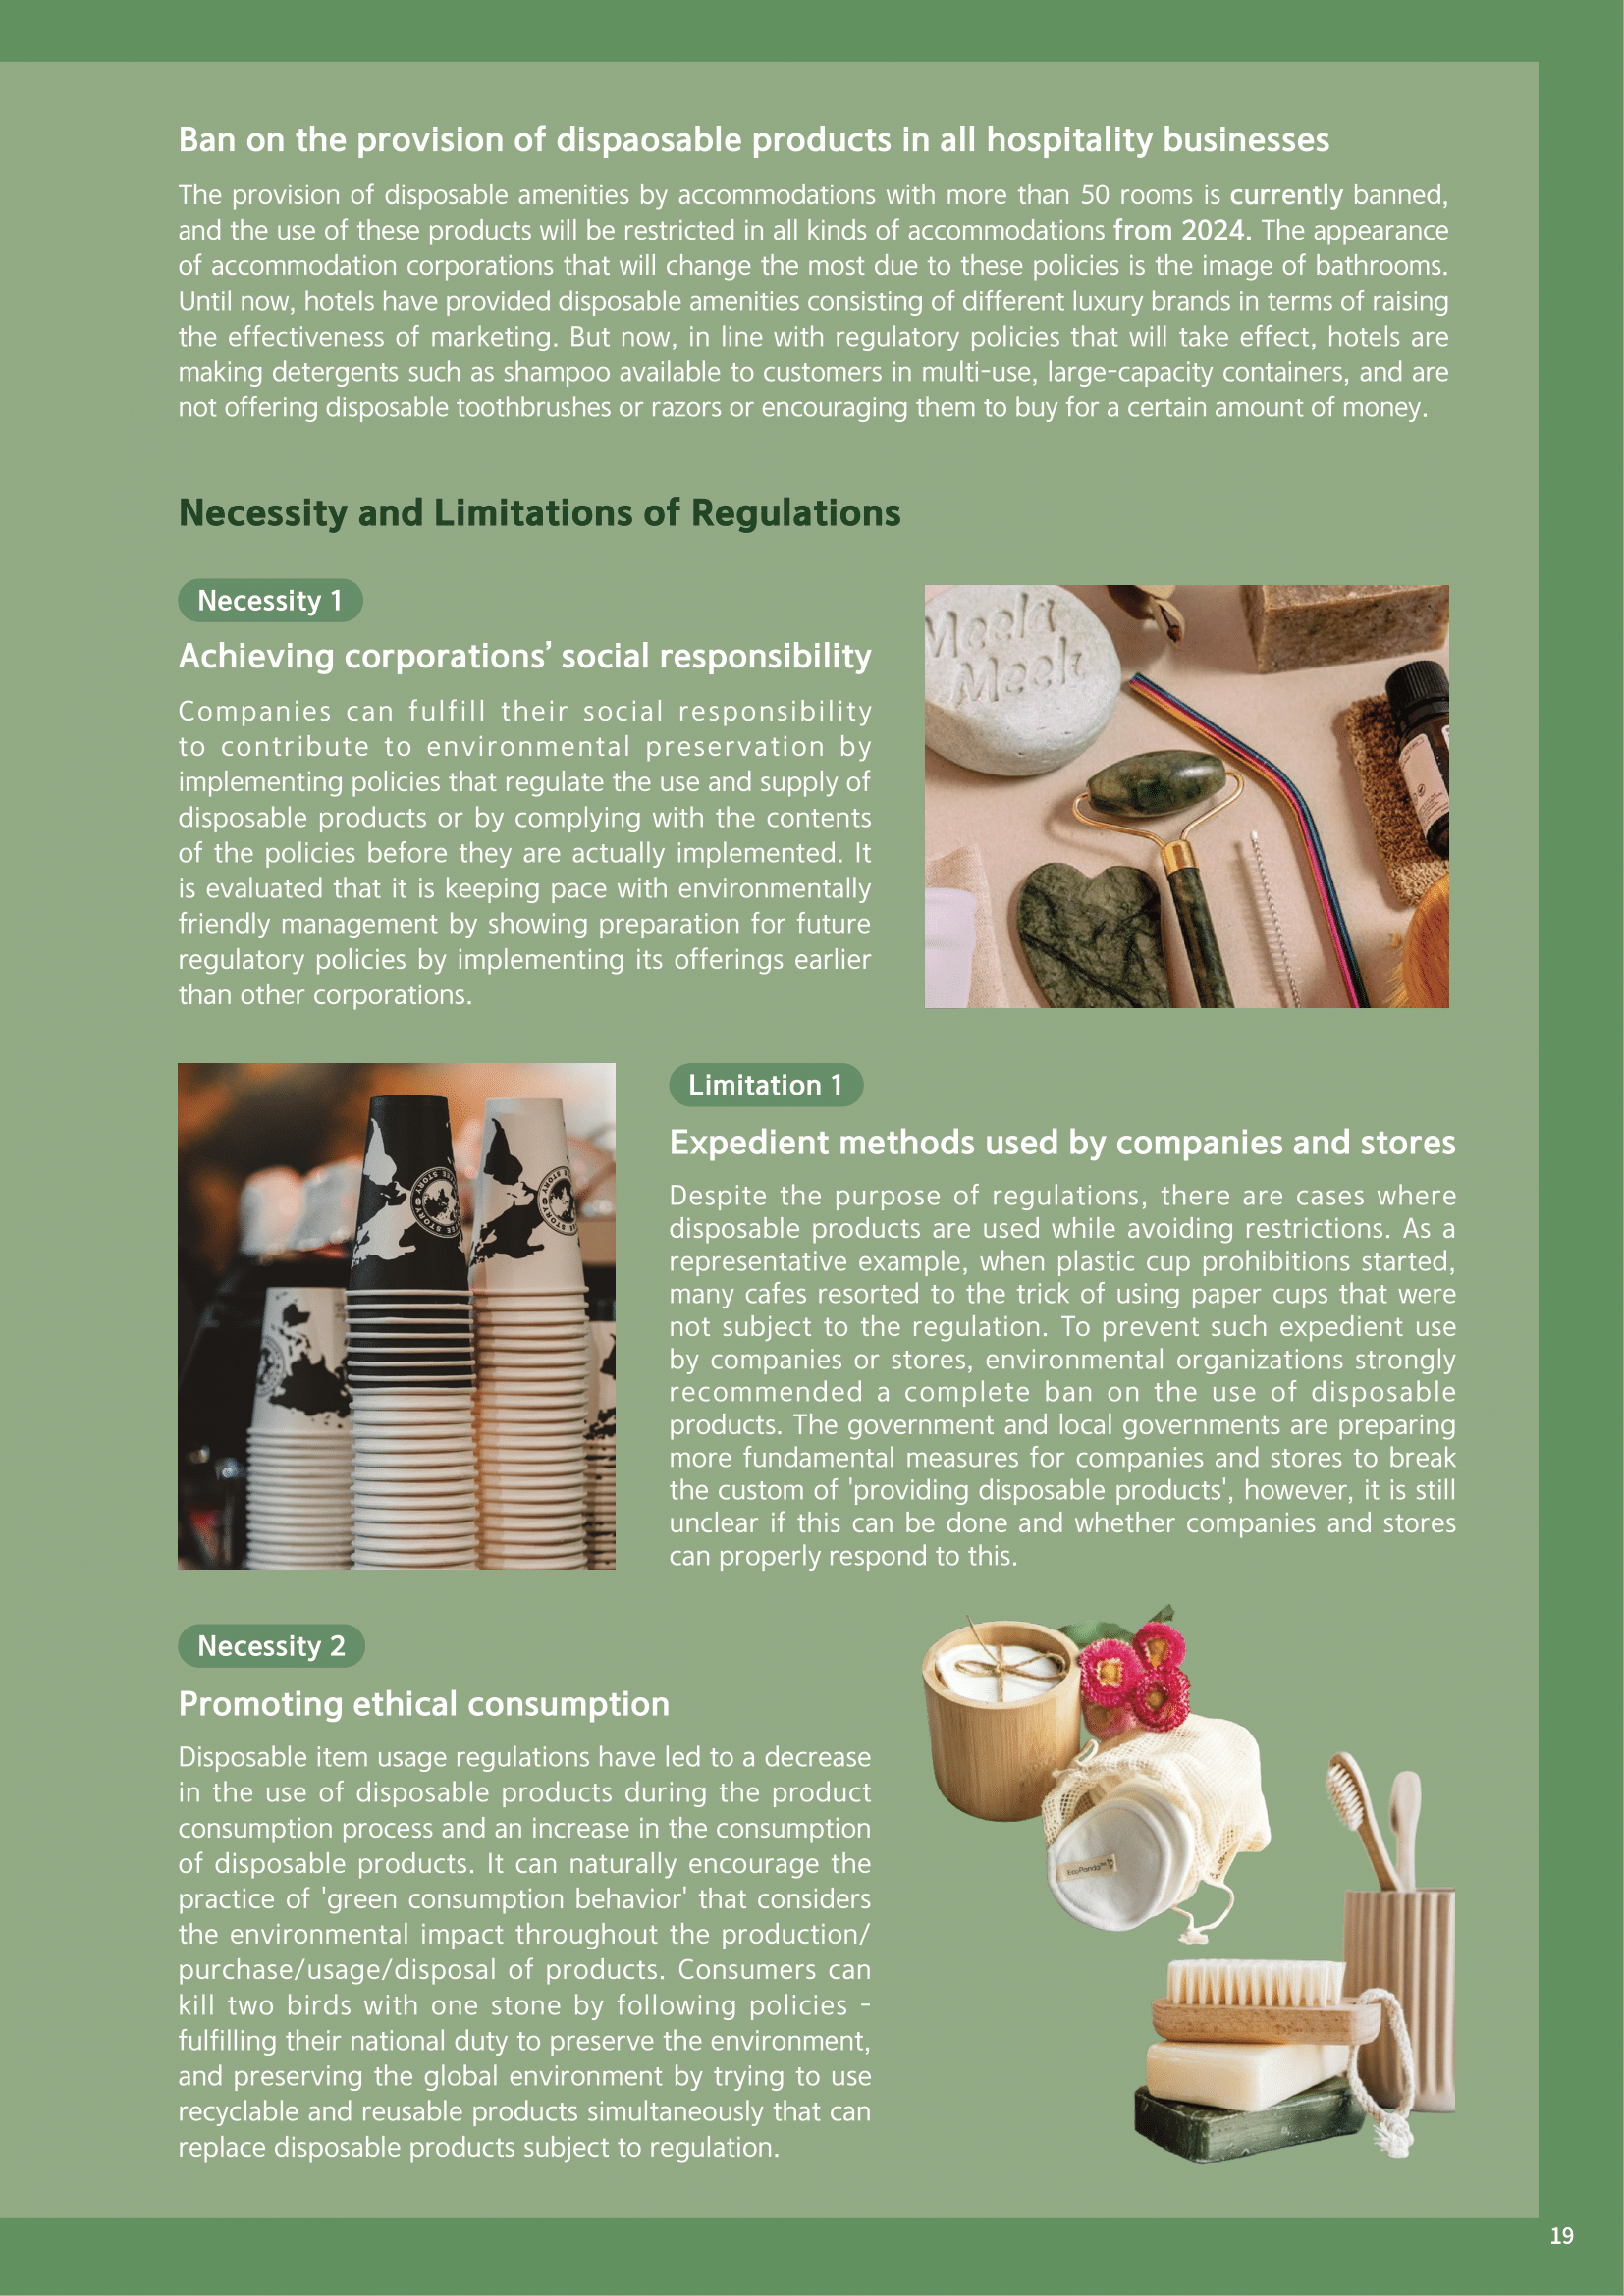 Ban on the provision of dispaosable products in all hospitality businesses
The provision of disposable amenities by accommodations with more than 50 rooms is currently banned,
and the use of these products will be restricted in all kinds of accommodations from 2024. The appearance
of accommodation corporations that will change the most due to these policies is the image of bathrooms.
Until now, hotels have provided disposable amenities consisting of different luxury brands in terms of raising
the effectiveness of marketing. But now, in line with regulatory policies that will take effect, hotels are
making detergents such as shampoo available to customers in multi-use, large-capacity containers, and are
not offering disposable toothbrushes or razors or encouraging them to buy for a certain amount of money.
Necessity and Limitations of Regulations
Necessity 1
Achieving corporations’ social responsibility
Companies can fulfill their social responsibility
to contribute to environmental preservation by
implementing policies that regulate the use and supply of
disposable products or by complying with the contents
of the policies before they are actually implemented. It
is evaluated that it is keeping pace with environmentally
friendly management by showing preparation for future
regulatory policies by implementing its offerings earlier
than other corporations.
Meek
Limitation 1
Expedient methods used by companies and stores
Despite the purpose of regulations, there are cases where
disposable products are used while avoiding restrictions. As a
representative example, when plastic cup prohibitions started,
many cafes resorted to the trick of using paper cups that were
not subject to the regulation. To prevent such expedient use
by companies or stores, environmental organizations strongly
recommended a complete ban on the use of disposable
products. The government and local governments are preparing
more fundamental measures for companies and stores to break
the custom of 'providing disposable products', however, it is still
unclear if this can be done and whether companies and stores
can properly respond to this.
STORY
Necessity 2
Promoting ethical consumption
Disposable item usage regulations have led to a decrease
in the use of disposable products during the product
consumption process and an increase in the consumption
of disposable products. It can naturally encourage the
practice of 'green consumption behavior' that considers
the environmental impact throughout the production/
purchase/usage/disposal of products. Consumers can
kill two birds with one stone by following policies -
fulfilling their national duty to preserve the environment,
and preserving the global environment by trying to use
recyclable and reusable products simultaneously that can
replace disposable products subject to regulation.
EcoPanda
19